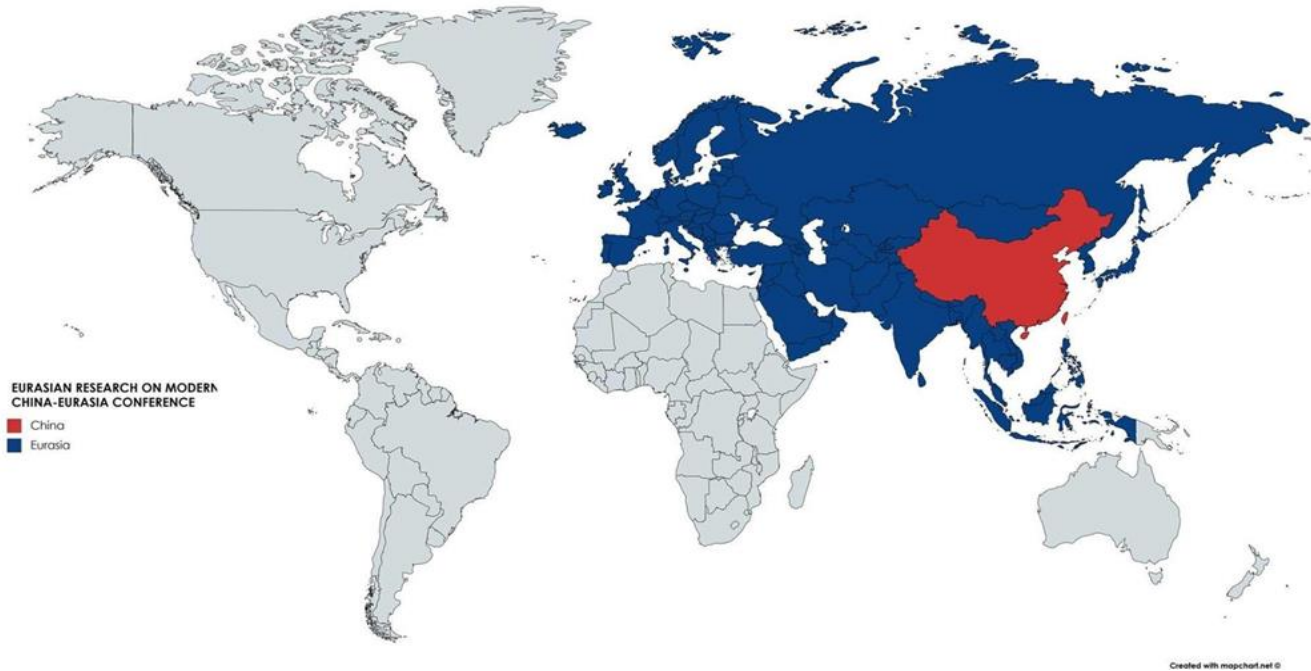 EURASIAN RESEARCH ON MODERN
CHINA-EURASIA CONFERENCE
China
Eurasia
Created with mapchart.net ©